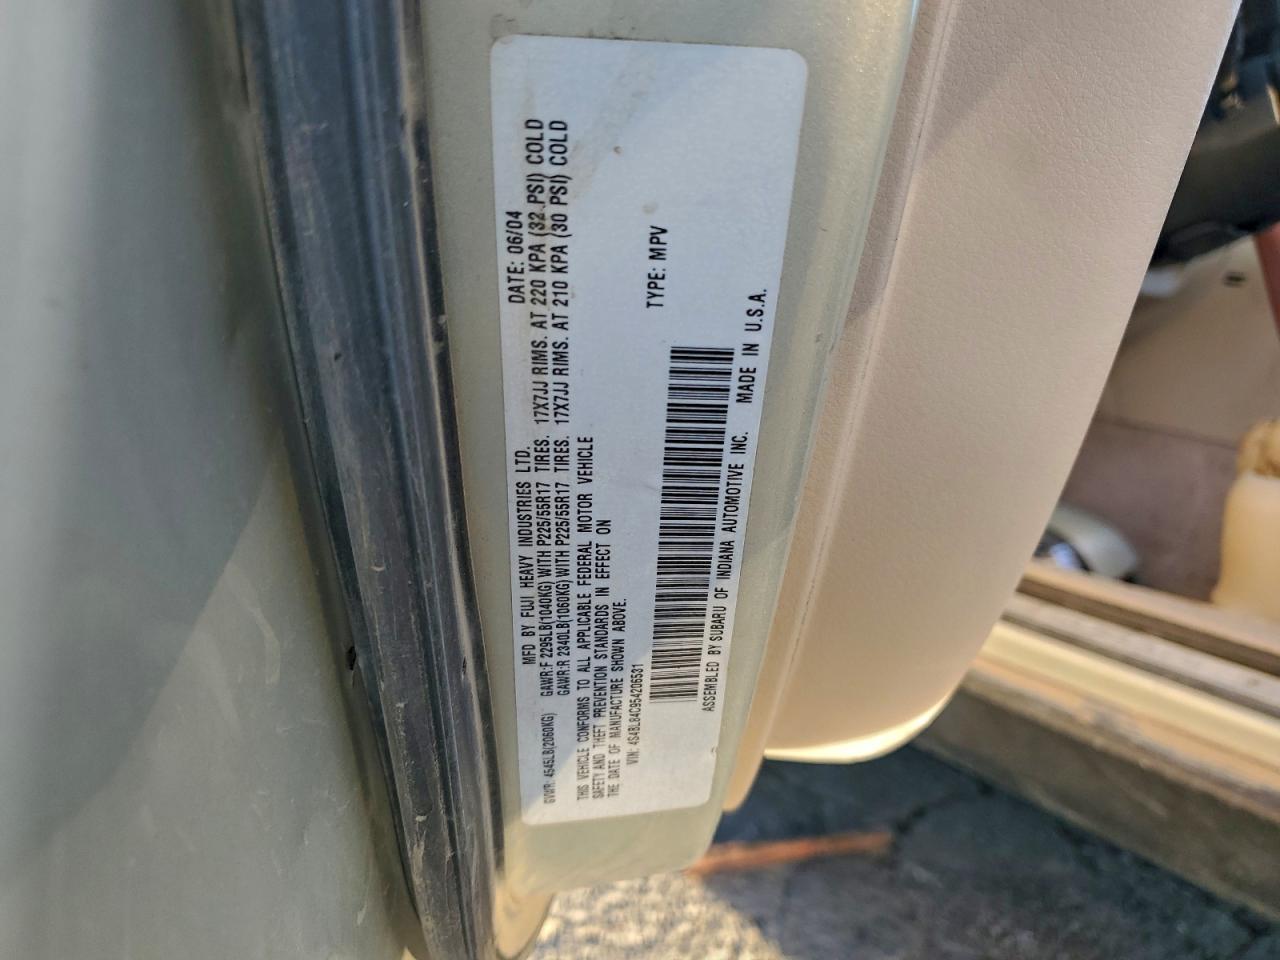 MFD BY FUJI HEAVY INDUSTRIES LTD. DATE: 06/04
GVWR: 4545LB(2060KG) GAWR:F 2295LB(1040KG) WITH P225/55R17 TIRES. 17X7JJ RIMS. AT 220 KPA (32 PSI) COLD
GAWR:R 2340LB(1060KG) WITH P225/55R17 TIRES. 17X7JJ RIMS. AT 210 KPA (30 PSI) COLD
THIS VEHICLE CONFORMS TO ALL APPLICABLE FEDERAL MOTOR VEHICLE
SAFETY AND THEFT PREVENTION STANDARDS IN EFFECT ON
THE DATE OF MANUFACTURE SHOWN ABOVE.
VIN: 4S4BL84C954206531 TYPE: MPV
ASSEMBLED BY SUBARU OF INDIANA AUTOMOTIVE INC. MADE IN U.S.A.